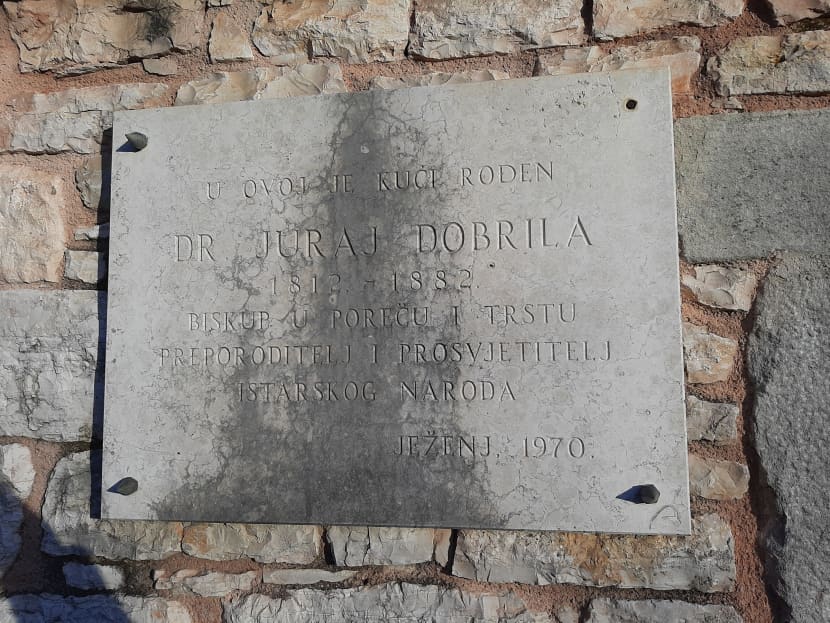 U OVOJ JE KUĆI ROĐEN
DR JURAJ DOBRILA
1812. - 1882.
BISKUP U POREČU I TRSTU
PREPORODITELJ I PROSVJETITELJ
ISTARSKOG NARODA
JEŽENJ, 1970.